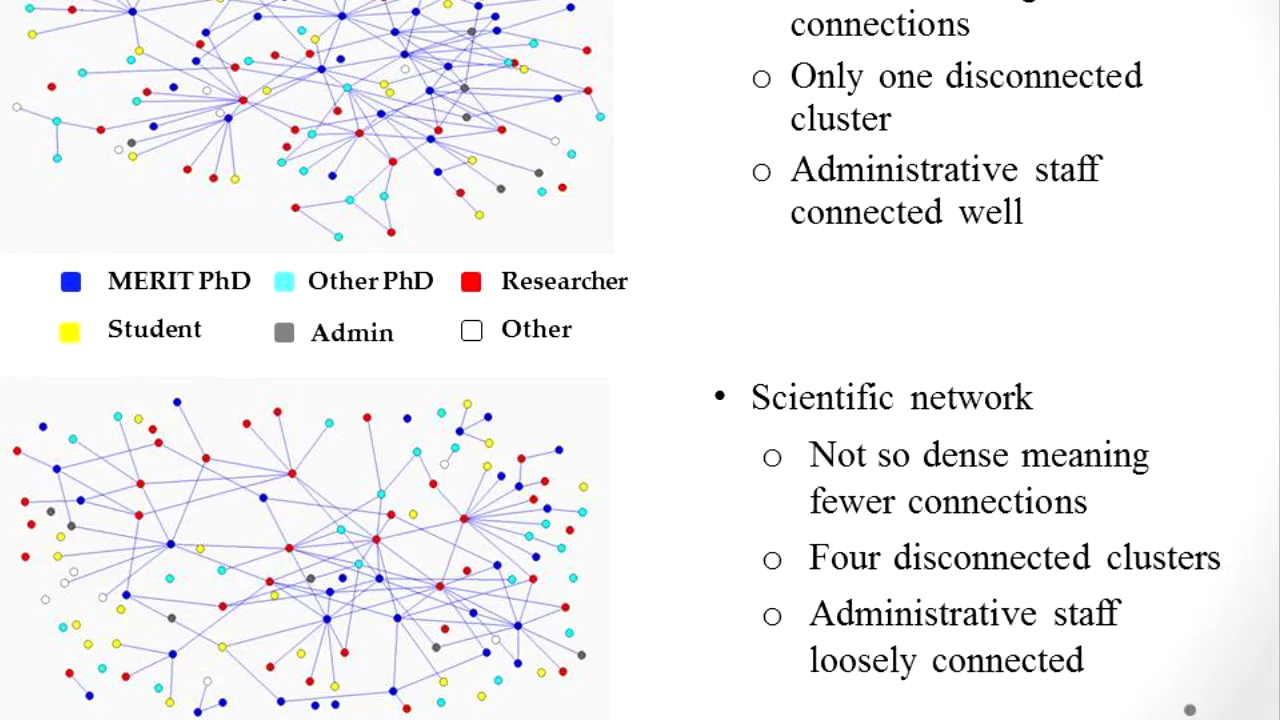 connections
o Only one disconnected
cluster
o Administrative staff
connected well
MERIT PhD Other PhD Researcher
Student Admin Other
• Scientific network
o Not so dense meaning
fewer connections
o Four disconnected clusters
o Administrative staff
loosely connected